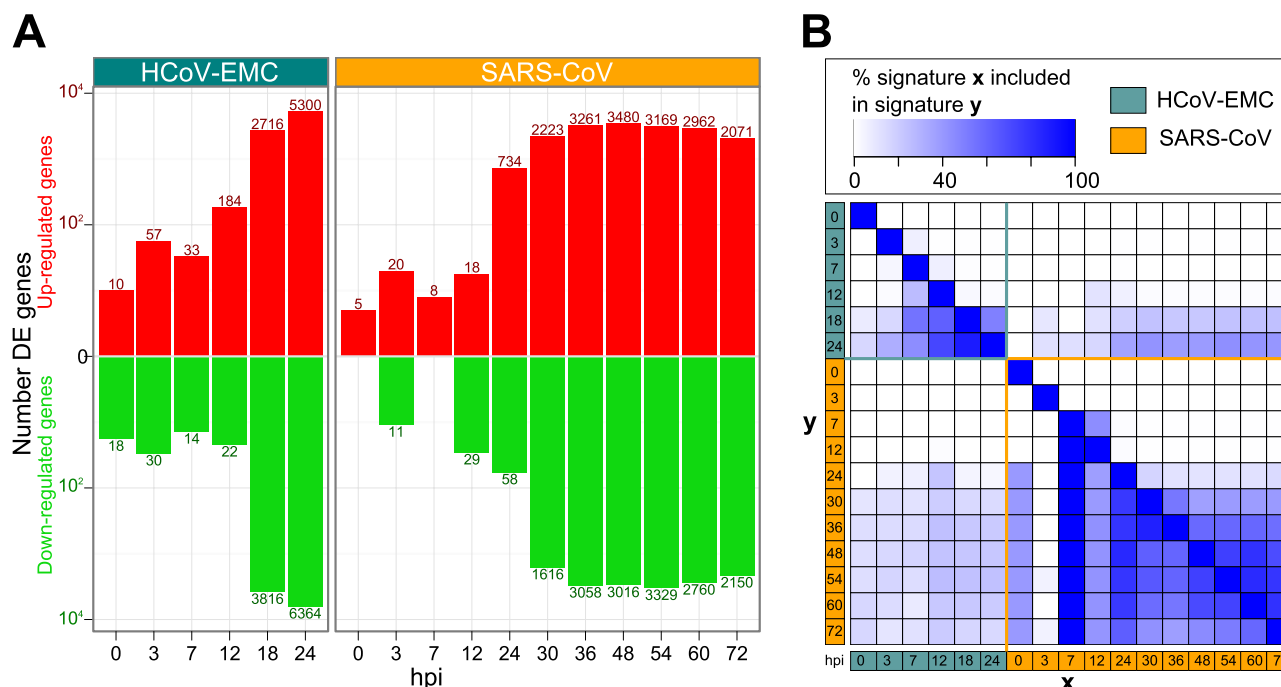 A
HCoV-EMC
SARS-CoV
Number DE genes
Up-regulated genes
Down-regulated genes
10⁴
10²
0
10²
10⁴
10 57 33 184 2716 5300
5 20 8 18 734 2223 3261 3480 3169 2962 2071
18 30 14 22 3816 6364
11 29 58 1616 3058 3016 3329 2760 2150
0 3 7 12 18 24
0 3 7 12 24 30 36 48 54 60 72
hpi
B
% signature x included
in signature y
0 40 100
HCoV-EMC
SARS-CoV
y
0
3
7
12
18
24
0
3
7
12
24
30
36
48
54
60
72
hpi 0 3 7 12 18 24 0 3 7 12 24 30 36 48 54 60 7
x